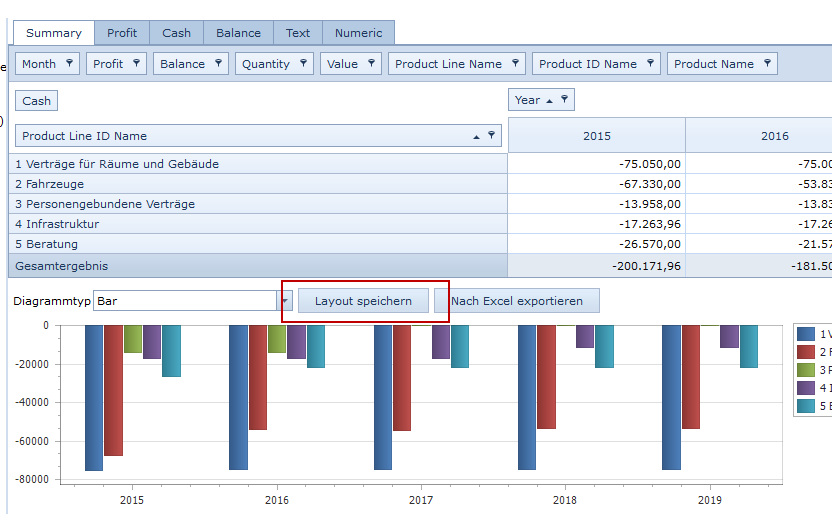 Summary Profit Cash Balance Text Numeric
e Month Profit Balance Quantity Value Product Line Name Product ID Name Product Name
Cash Year
)
Product Line ID Name 2015 2016
1 Verträge für Räume und Gebäude -75.050,00 -75.00
2 Fahrzeuge -67.330,00 -53.83
3 Personengebundene Verträge -13.958,00 -13.83
4 Infrastruktur -17.263,96 -17.26
5 Beratung -26.570,00 -21.57
Gesamtergebnis -200.171,96 -181.50
Diagrammtyp Bar Layout speichern Nach Excel exportieren
0
-20000
-40000
-60000
-80000
2015 2016 2017 2018 2019
1 V
2 F
3 P
4 I
5 B